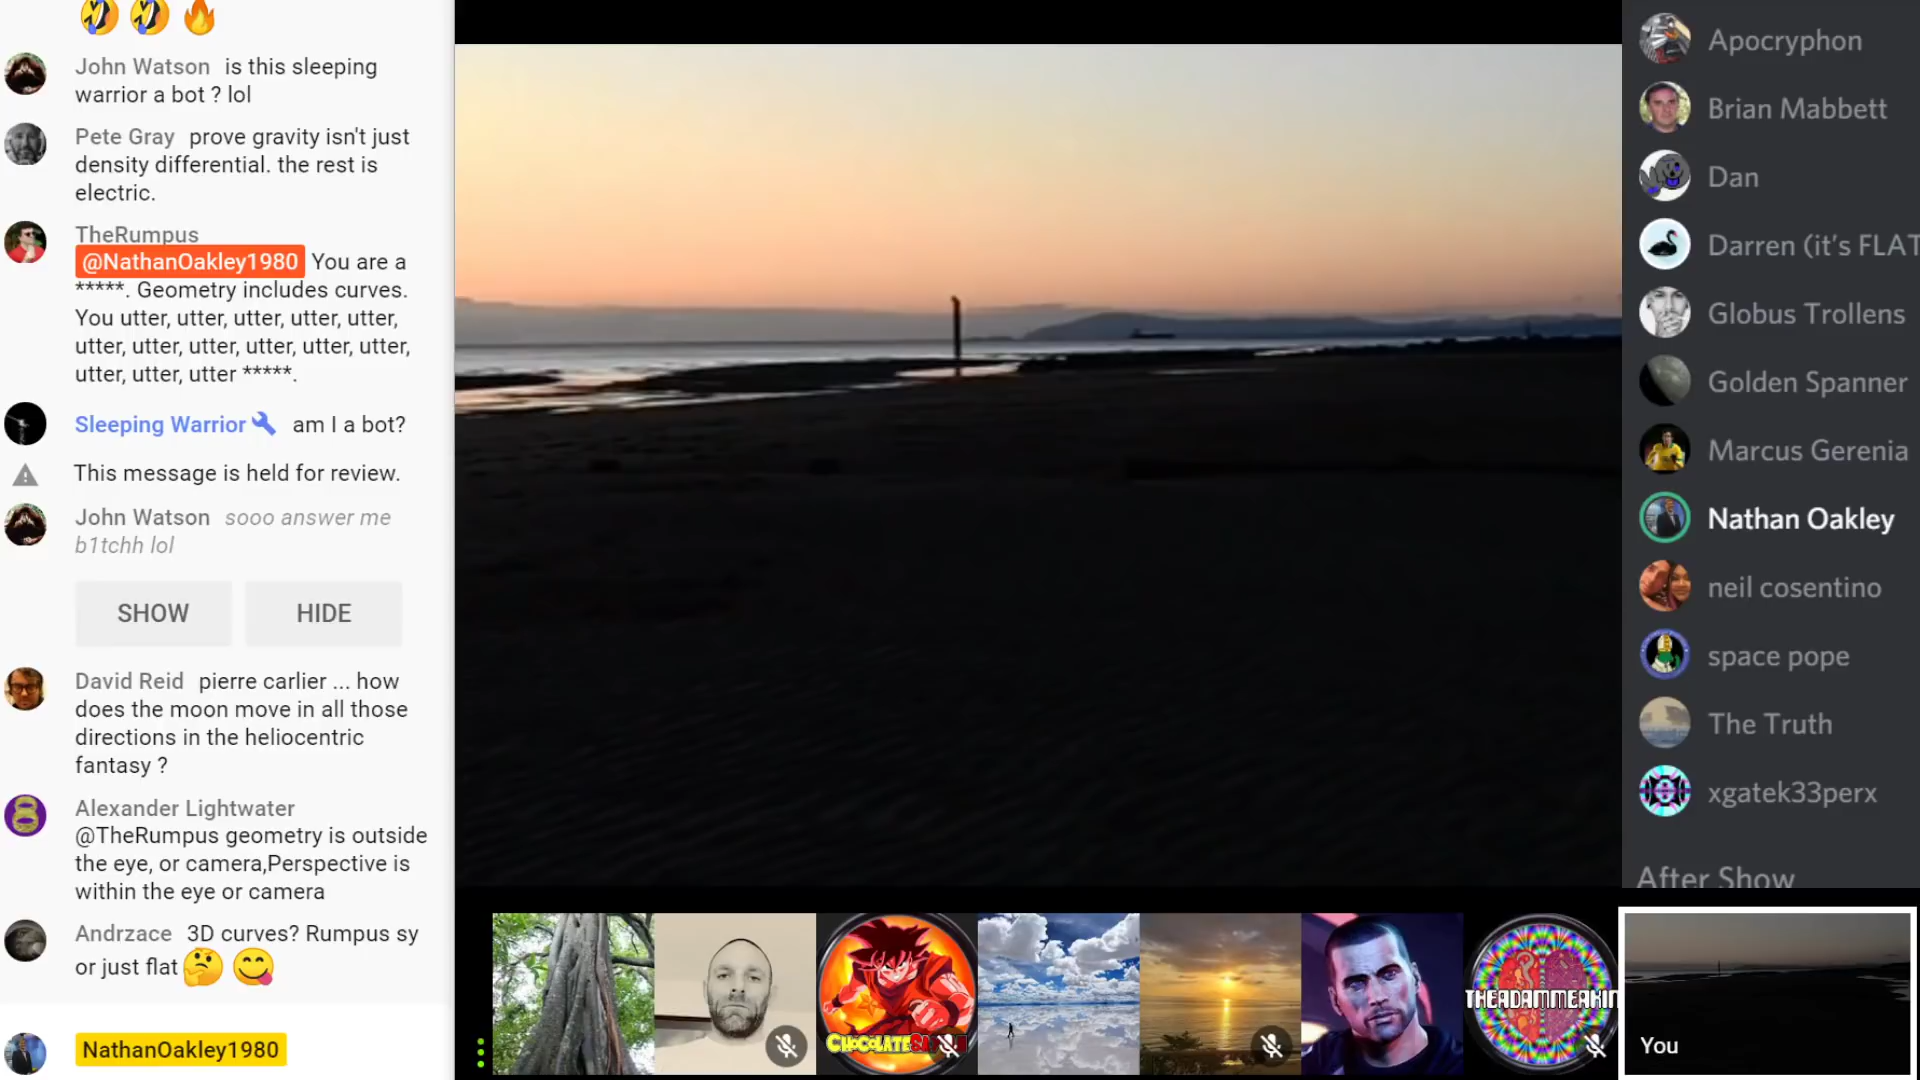 John Watson is this sleeping
warrior a bot ? lol
Pete Gray prove gravity isn't just
density differential. the rest is
electric.
TheRumpus
@NathanOakley1980 You are a
*****. Geometry includes curves.
You utter, utter, utter, utter, utter,
utter, utter, utter, utter, utter, utter,
utter, utter, utter *****.
Sleeping Warrior am I a bot?
This message is held for review.
John Watson sooo answer me
b1tchh lol
SHOW HIDE
David Reid pierre carlier ... how
does the moon move in all those
directions in the heliocentric
fantasy ?
Alexander Lightwater
@TheRumpus geometry is outside
the eye, or camera,Perspective is
within the eye or camera
Andrzace 3D curves? Rumpus sy
or just flat
NathanOakley1980
Apocryphon
Brian Mabbett
Dan
Darren (it's FLAT
Globus Trollens
Golden Spanner
Marcus Gerenia
Nathan Oakley
neil cosentino
space pope
The Truth
xgatek33perx
After Show
THEADAMMEAKIN
You